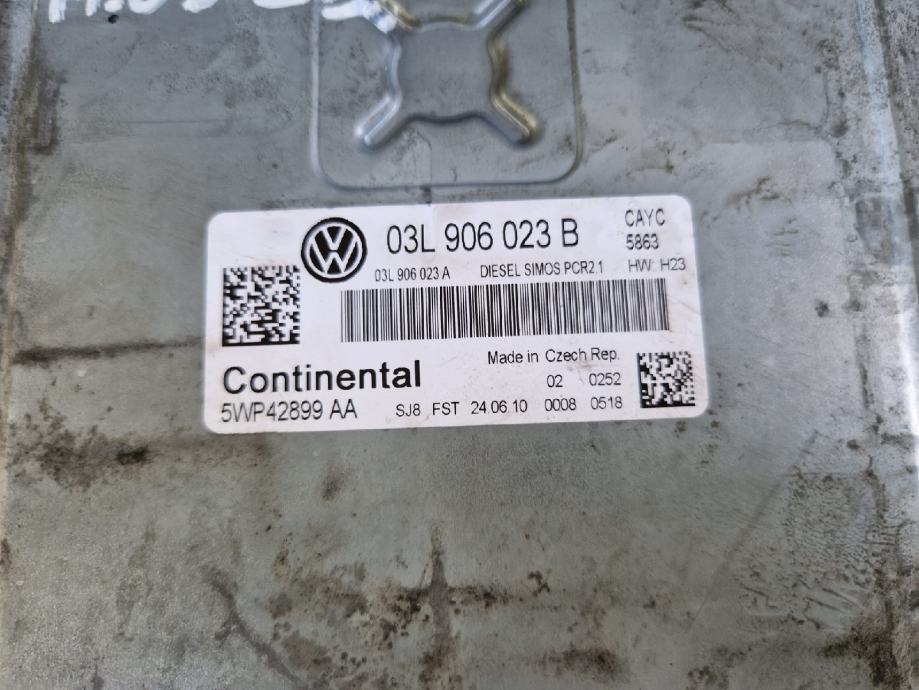 03L 906 023 B
CAYC
5863
03L 906 023 A DIESEL SIMOS PCR2.1 HW: H23
Made in Czech Rep.
Continental
02 0252
5WP42899 AA SJ8 FST 24.06.10 0008 0518